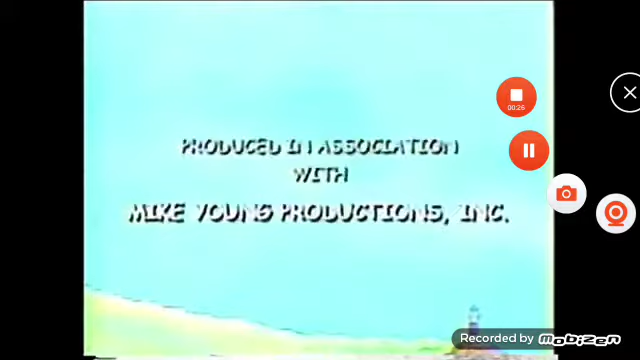 PRODUCED IN ASSOCIATION
WITH
MIKE YOUNG PRODUCTIONS, INC.
00:26
Recorded by Mobizen